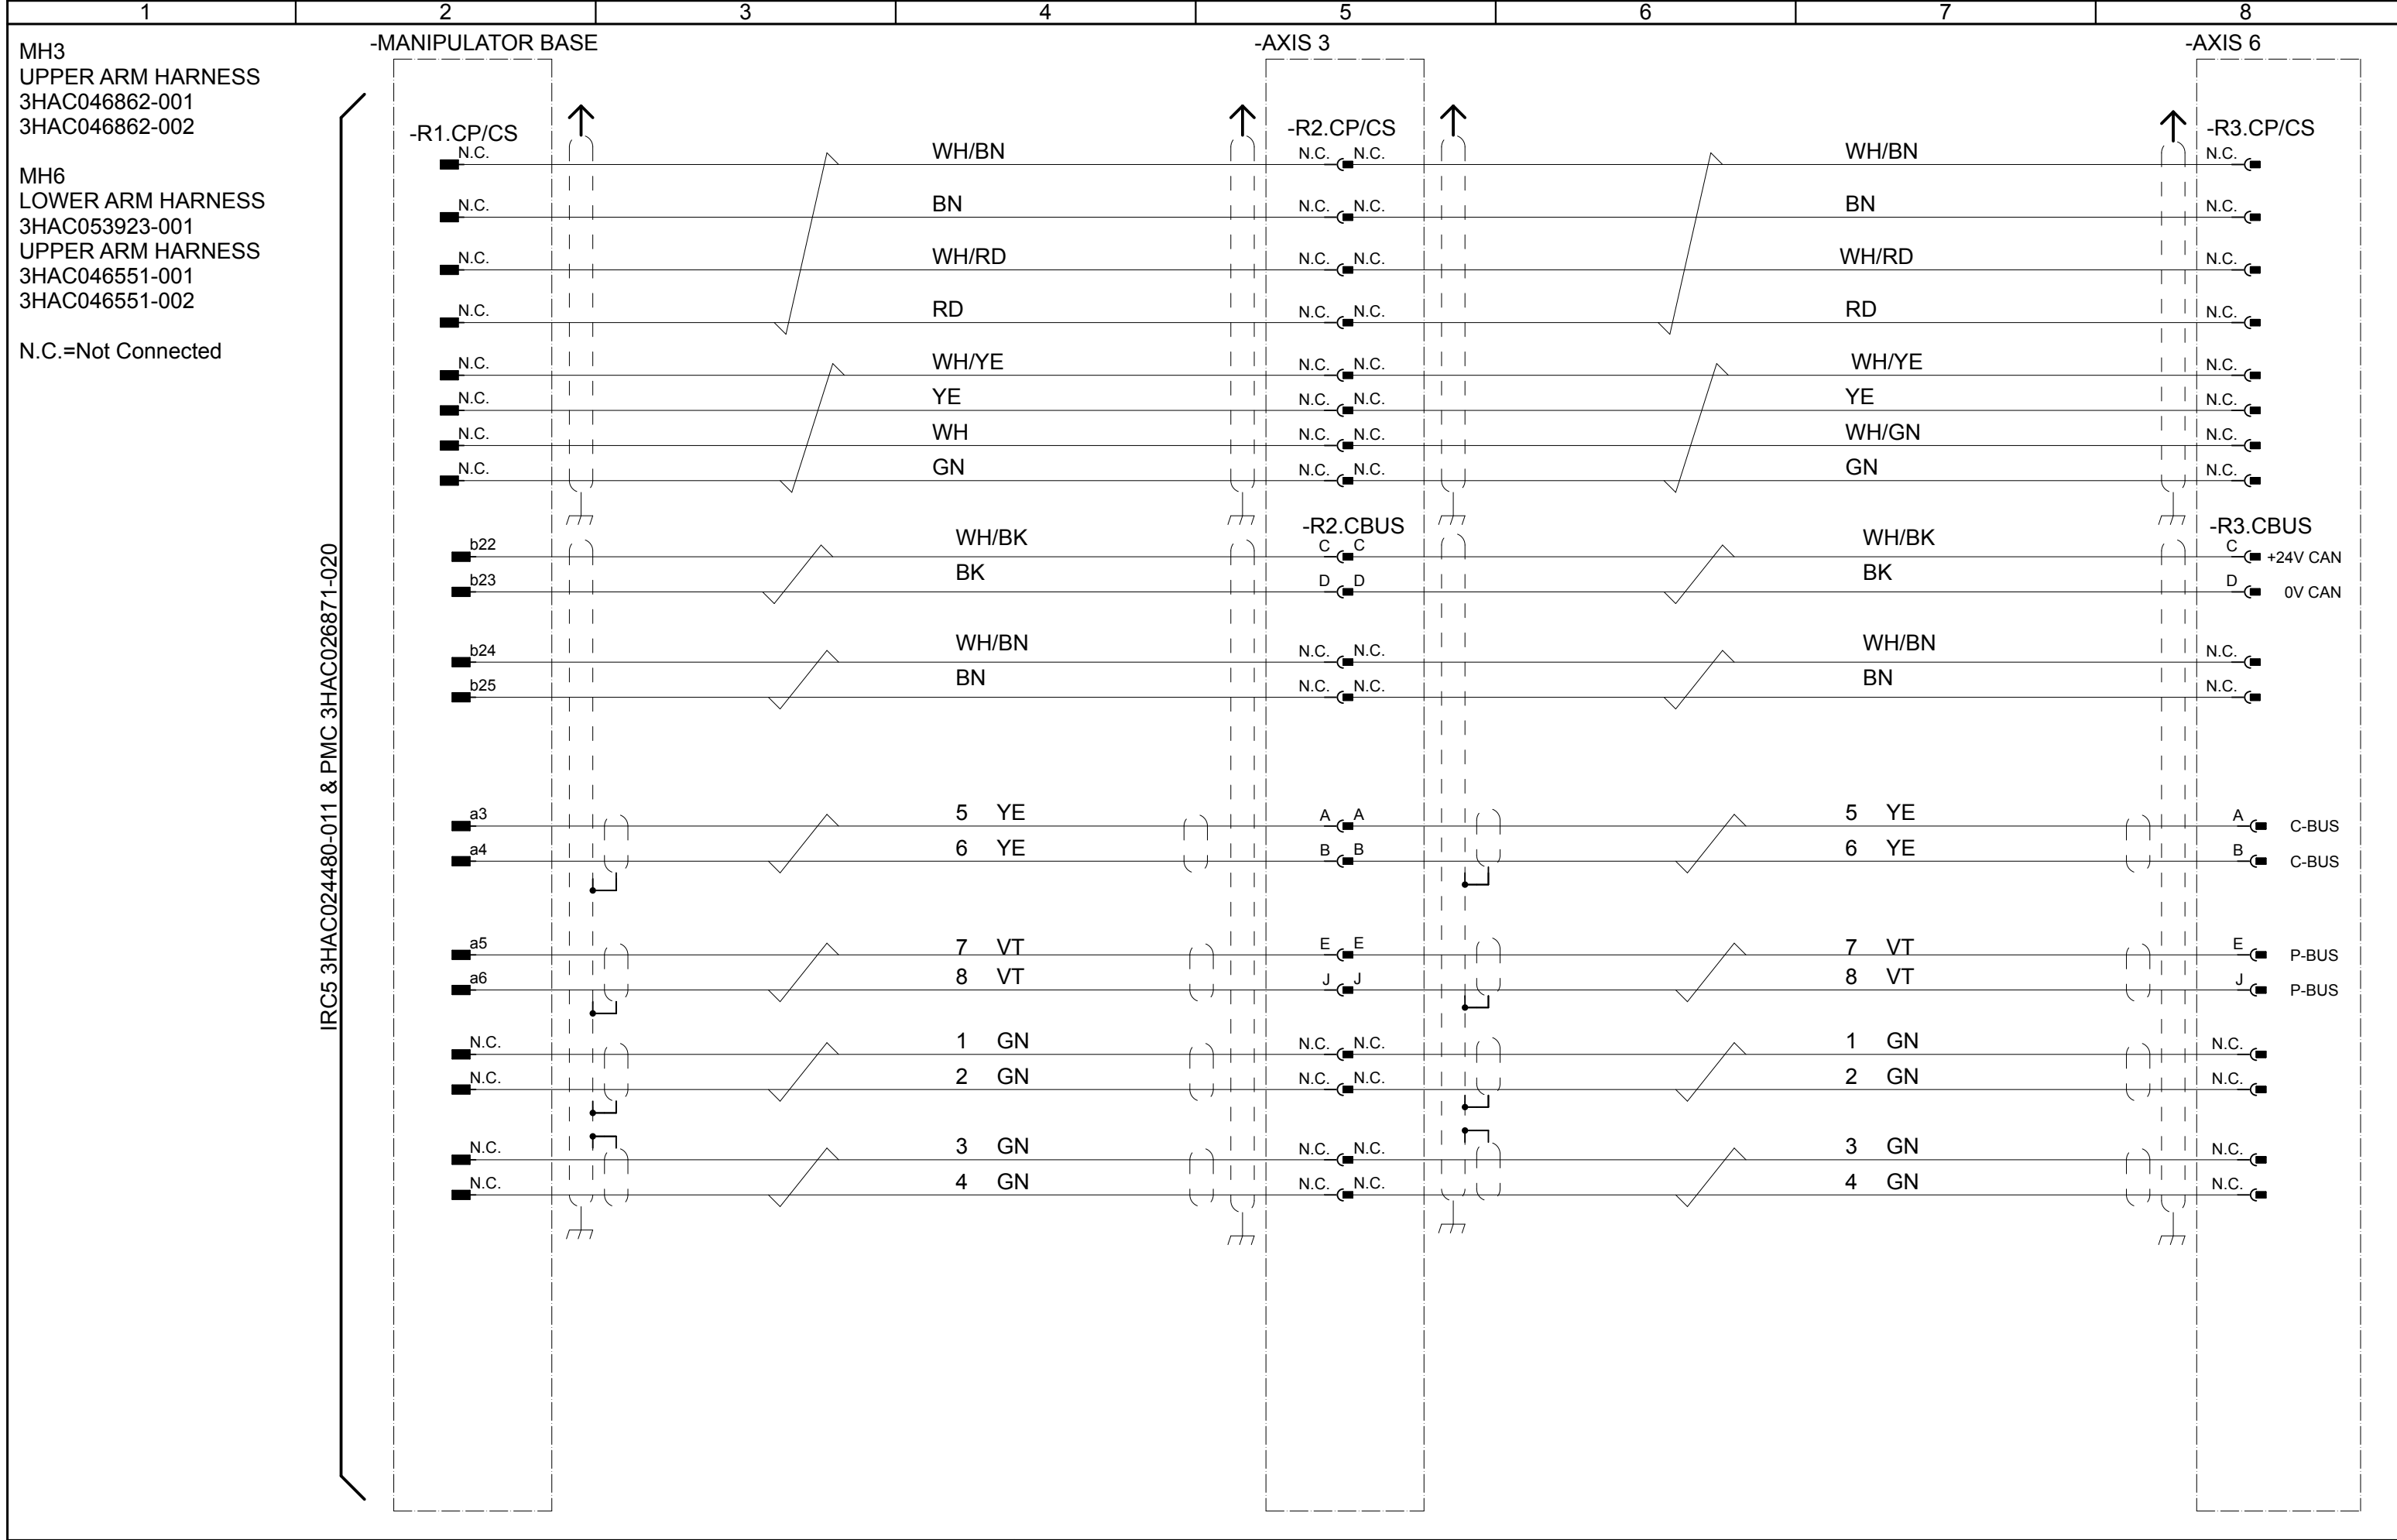 1 2 3 4 5 6 7 8
MH3
UPPER ARM HARNESS
3HAC046862-001
3HAC046862-002
MH6
LOWER ARM HARNESS
3HAC053923-001
UPPER ARM HARNESS
3HAC046551-001
3HAC046551-002
N.C.=Not Connected
IRC5 3HAC024480-011 & PMC 3HAC026871-020
-MANIPULATOR BASE -AXIS 3 -AXIS 6
-R1.CP/CS -R2.CP/CS -R3.CP/CS
N.C. WH/BN N.C. N.C. WH/BN N.C.
N.C. BN N.C. N.C. BN N.C.
N.C. WH/RD N.C. N.C. WH/RD N.C.
N.C. RD N.C. N.C. RD N.C.
N.C. WH/YE N.C. N.C. WH/YE N.C.
N.C. YE N.C. N.C. YE N.C.
N.C. WH N.C. N.C. WH/GN N.C.
N.C. GN N.C. N.C. GN N.C.
-R2.CBUS -R3.CBUS
b22 WH/BK C C WH/BK C +24V CAN
b23 BK D D BK D 0V CAN
b24 WH/BN N.C. N.C. WH/BN N.C.
b25 BN N.C. N.C. BN N.C.
a3 5 YE A A 5 YE A C-BUS
a4 6 YE B B 6 YE B C-BUS
a5 7 VT E E 7 VT E P-BUS
a6 8 VT J J 8 VT J P-BUS
N.C. 1 GN N.C. N.C. 1 GN N.C.
N.C. 2 GN N.C. N.C. 2 GN N.C.
N.C. 3 GN N.C. N.C. 3 GN N.C.
N.C. 4 GN N.C. N.C. 4 GN N.C.